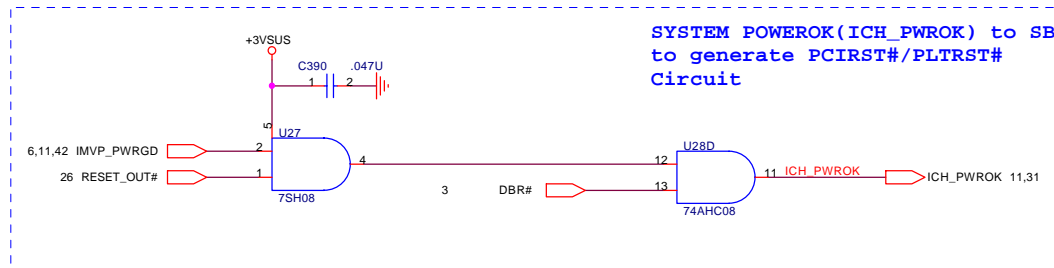 SYSTEM POWEROK(ICH_PWROK) to SB
to generate PCIRST#/PLTRST#
Circuit
+3VSUS
C390 .047U
1 2
5
U27
6,11,42 IMVP_PWRGD 2
4
26 RESET_OUT# 1
7SH08
U28D
12
3 DBR# 13
11 ICH_PWROK
ICH_PWROK 11,31
74AHC08